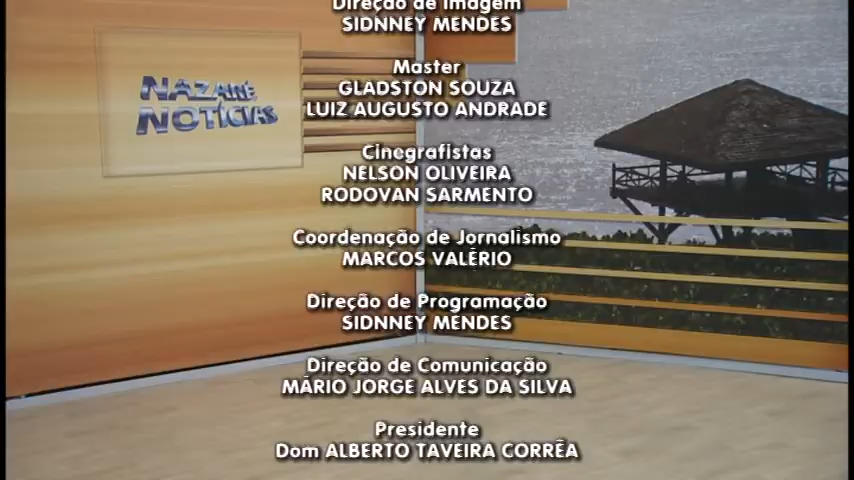 Direção de Imagem
SIDNNEY MENDES
Master
GLADSTON SOUZA
LUIZ AUGUSTO ANDRADE
NAZARÉ
NOTÍCIAS
Cinegrafistas
NELSON OLIVEIRA
RODOVAN SARMENTO
Coordenação de Jornalismo
MARCOS VALÉRIO
Direção de Programação
SIDNNEY MENDES
Direção de Comunicação
MÁRIO JORGE ALVES DA SILVA
Presidente
Dom ALBERTO TAVEIRA CORRÊA